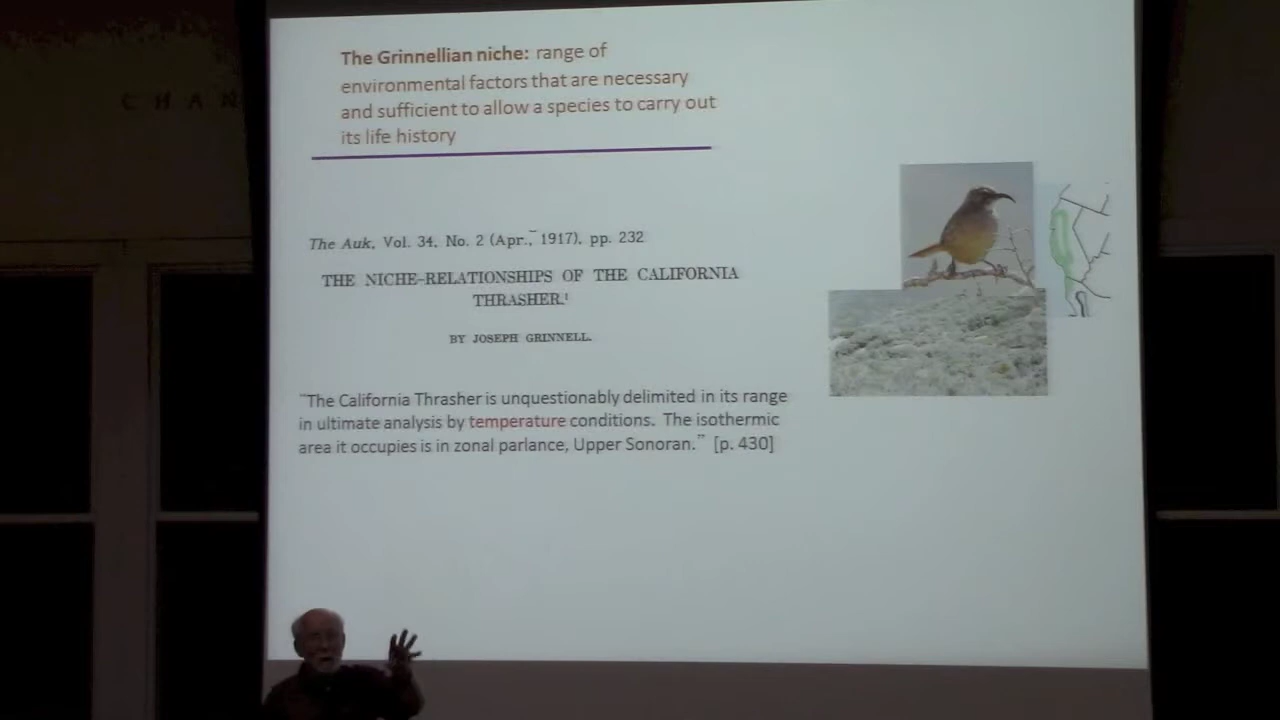 CHAN
The Grinnellian niche: range of
environmental factors that are necessary
and sufficient to allow a species to carry out
its life history
The Auk, Vol. 34, No. 2 (Apr., 1917), pp. 232
THE NICHE-RELATIONSHIPS OF THE CALIFORNIA
THRASHER.¹
BY JOSEPH GRINNELL.
"The California Thrasher is unquestionably delimited in its range
in ultimate analysis by temperature conditions. The isothermic
area it occupies is in zonal parlance, Upper Sonoran." [p. 430]